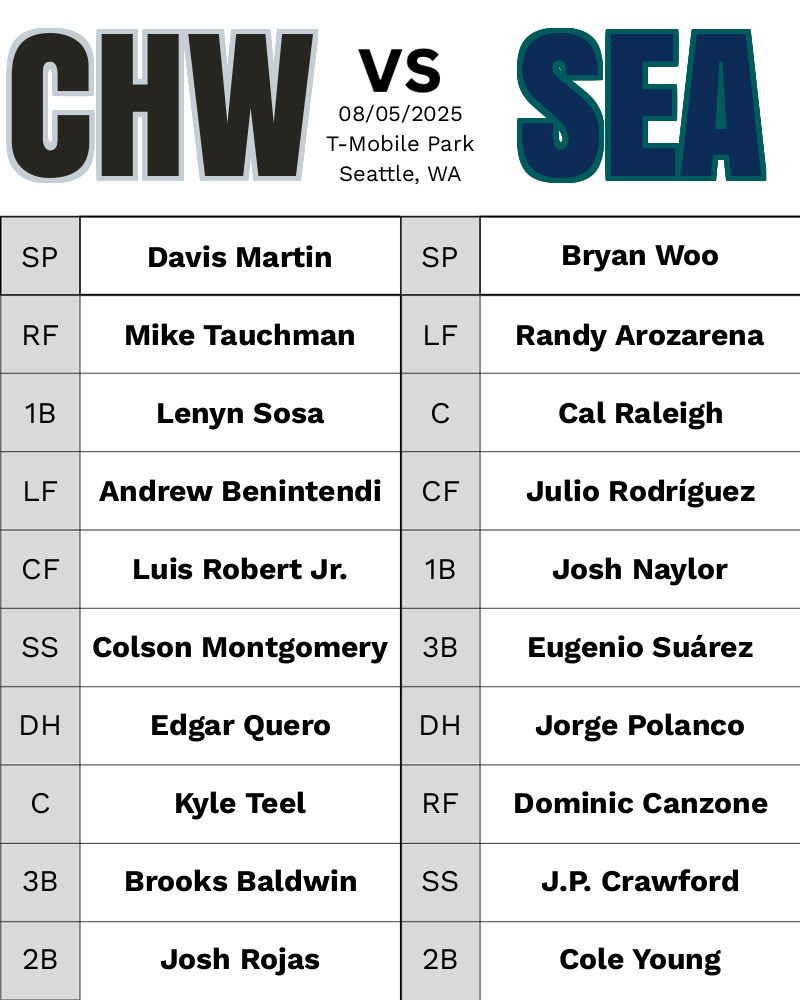 CHW VS SEA
08/05/2025
T-Mobile Park
Seattle, WA
SP Davis Martin SP Bryan Woo
RF Mike Tauchman LF Randy Arozarena
1B Lenyn Sosa C Cal Raleigh
LF Andrew Benintendi CF Julio Rodríguez
CF Luis Robert Jr. 1B Josh Naylor
SS Colson Montgomery 3B Eugenio Suárez
DH Edgar Quero DH Jorge Polanco
C Kyle Teel RF Dominic Canzone
3B Brooks Baldwin SS J.P. Crawford
2B Josh Rojas 2B Cole Young